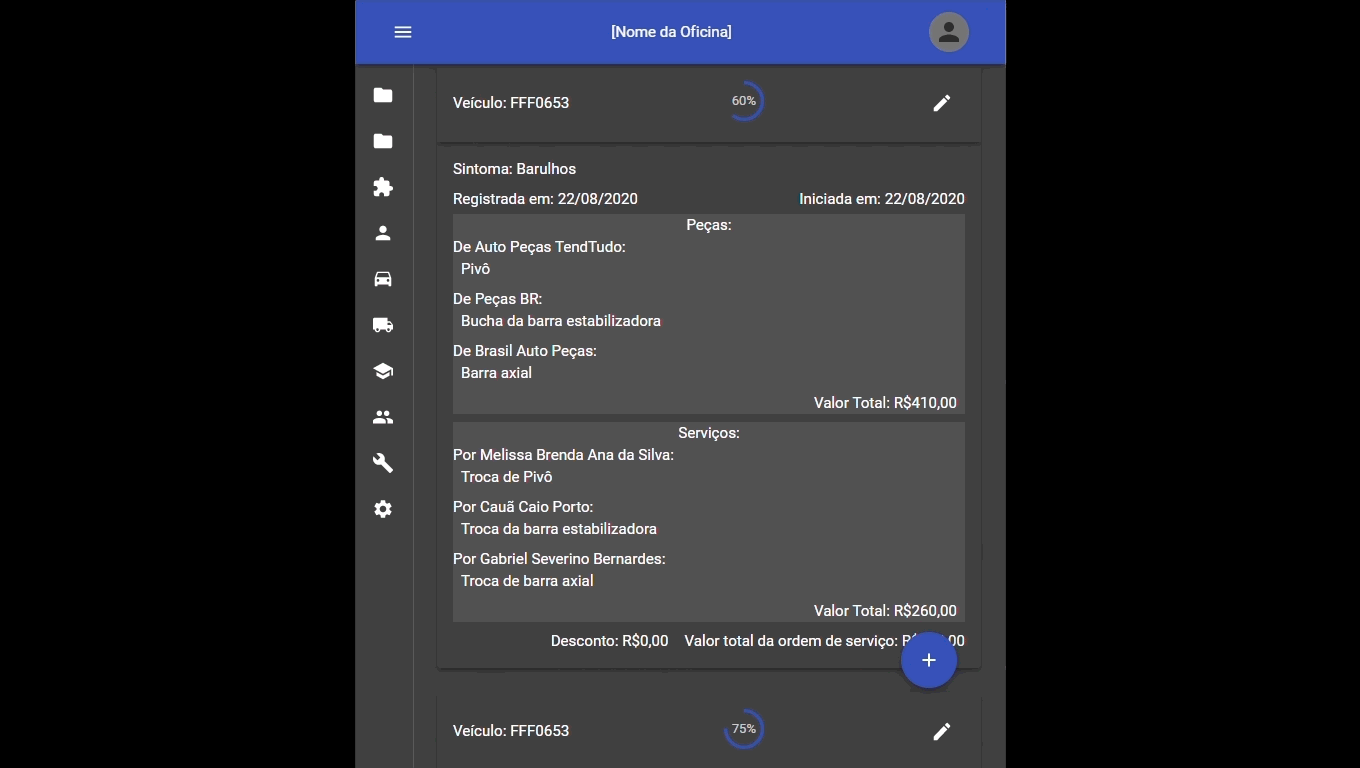 [Nome da Oficina]
Veículo: FFF0653 60%
Sintoma: Barulhos
Registrada em: 22/08/2020 Iniciada em: 22/08/2020
Peças:
De Auto Peças TendTudo:
Pivô
De Peças BR:
Bucha da barra estabilizadora
De Brasil Auto Peças:
Barra axial
Valor Total: R$410,00
Serviços:
Por Melissa Brenda Ana da Silva:
Troca de Pivô
Por Cauã Caio Porto:
Troca da barra estabilizadora
Por Gabriel Severino Bernardes:
Troca de barra axial
Valor Total: R$260,00
Desconto: R$0,00 Valor total da ordem de serviço:
Veículo: FFF0653 75%